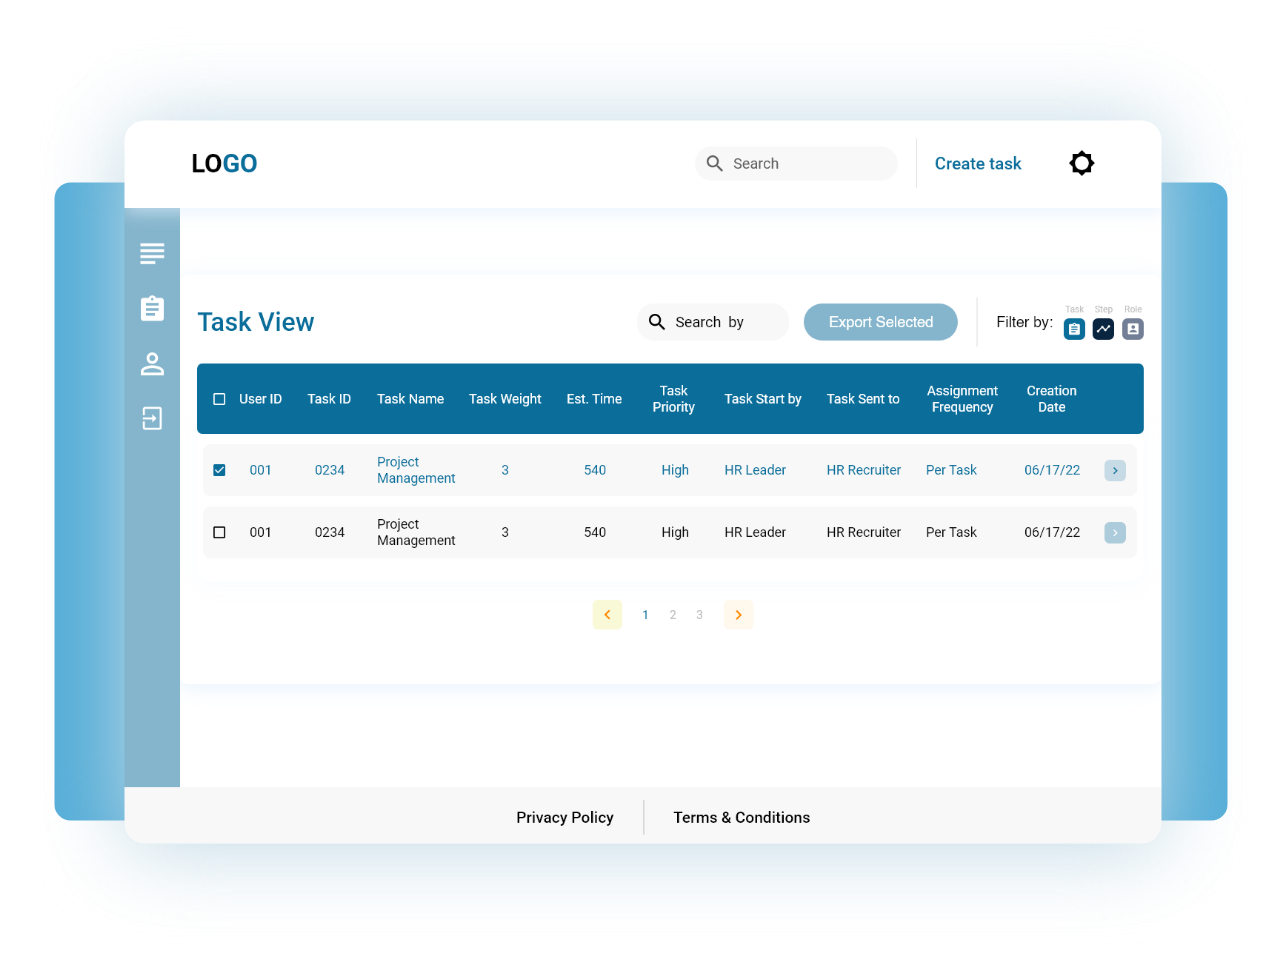 LOGO
Search
Create task
Task View
Search by
Export Selected
Filter by:
Task Step Role
User ID
Task ID
Task Name
Task Weight
Est. Time
Task
Priority
Task Start by
Task Sent to
Assignment
Frequency
Creation
Date
001
0234
Project
Management
3
540
High
HR Leader
HR Recruiter
Per Task
06/17/22
001
0234
Project
Management
3
540
High
HR Leader
HR Recruiter
Per Task
06/17/22
1 2 3
Privacy Policy
Terms & Conditions